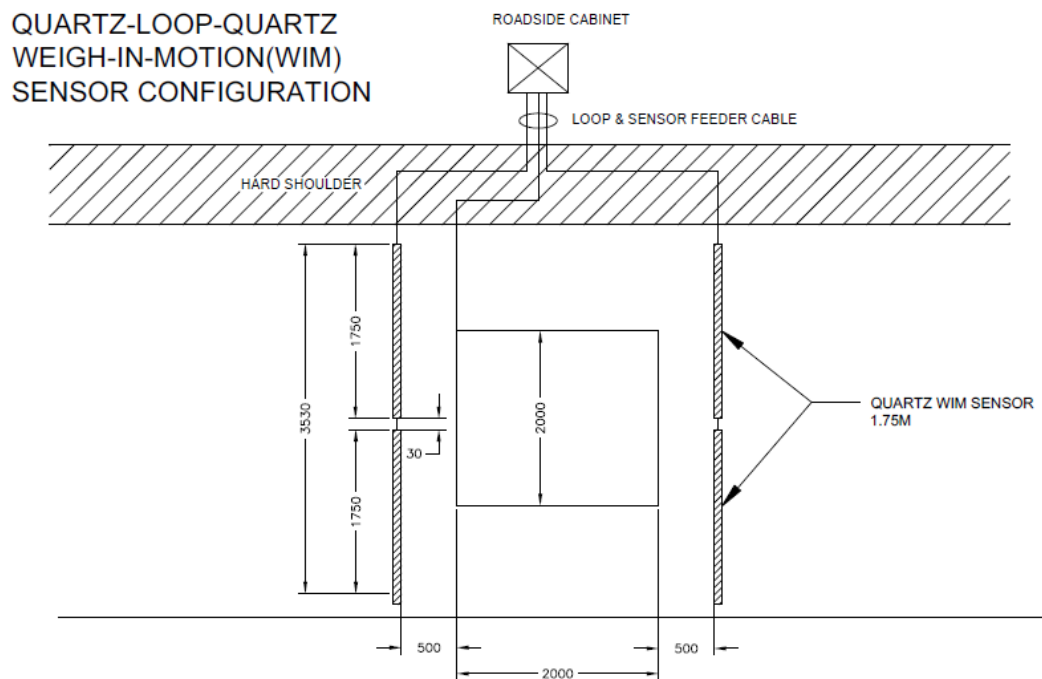 QUARTZ-LOOP-QUARTZ
WEIGH-IN-MOTION(WIM)
SENSOR CONFIGURATION
ROADSIDE CABINET
LOOP & SENSOR FEEDER CABLE
HARD SHOULDER
1750
3530
30
1750
2000
QUARTZ WIM SENSOR
1.75M
500
500
2000